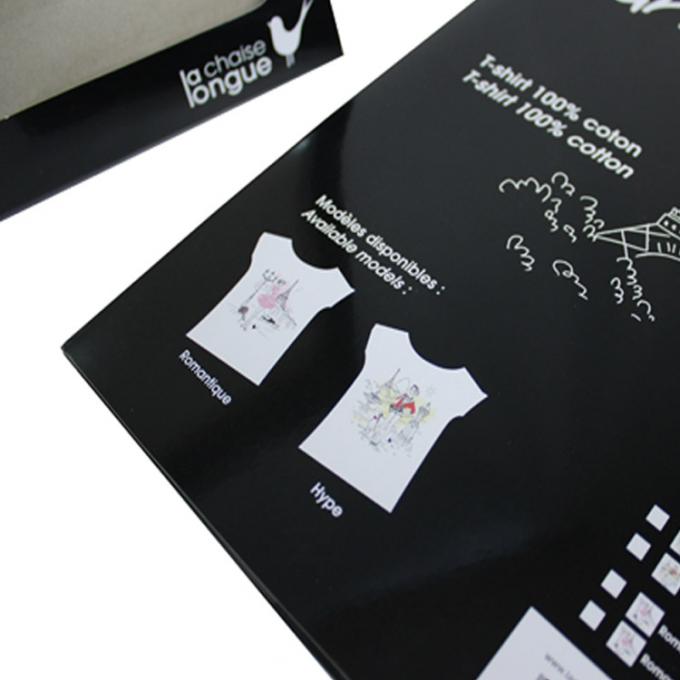 la chaise
longue
T-shirt 100% coton
T-shirt 100% cotton
Modèles disponibles :
Available models :
Romantique
Hype